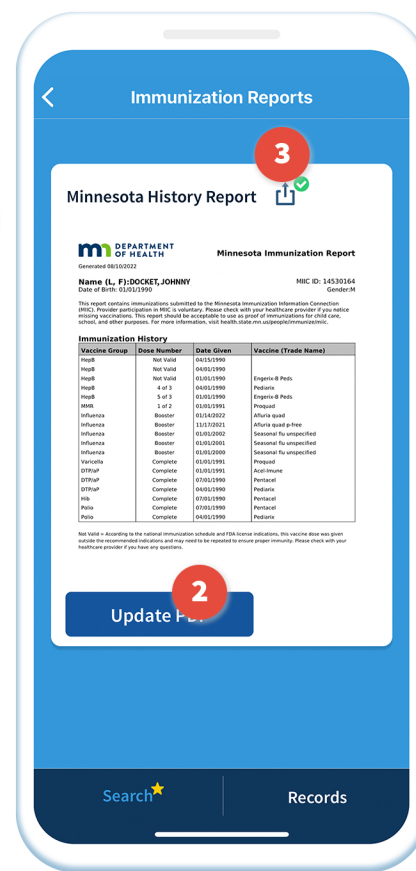 Immunization Reports
3
Minnesota History Report
DEPARTMENT
OF HEALTH
Minnesota Immunization Report
Generated 08/10/2022
Name (L, F):DOCKET, JOHNNY MIIC ID: 14530164
Date of Birth: 01/01/1990 Gender:M
This report contains immunizations submitted to the Minnesota Immunization Information Connection
(MIIC). Provider participation in MIIC is voluntary. Please check with your healthcare provider if you notice
missing vaccinations. This report should be acceptable to use as proof of immunizations for child care,
school, and other purposes. For more information, visit health.state.mn.us/people/immunize/miic.
Immunization History
Vaccine Group Dose Number Date Given Vaccine (Trade Name)
HepB Not Valid 04/15/1990
HepB Not Valid 04/01/1990
HepB Not Valid 01/01/1990 Engerix-B Peds
HepB 4 of 3 04/01/1990 Pediarix
HepB 5 of 3 01/01/1990 Engerix-B Peds
MMR 1 of 2 01/01/1991 Proquad
Influenza Booster 01/14/2022 Afluria quad
Influenza Booster 11/17/2021 Afluria quad p-free
Influenza Booster 01/01/2002 Seasonal flu unspecified
Influenza Booster 01/01/2001 Seasonal flu unspecified
Influenza Booster 01/01/2000 Seasonal flu unspecified
Varicella Complete 01/01/1991 Proquad
DTP/aP Complete 01/01/1991 Acel-Imune
DTP/aP Complete 07/01/1990 Pentacel
DTP/aP Complete 04/01/1990 Pediarix
Hib Complete 07/01/1990 Pentacel
Polio Complete 07/01/1990 Pentacel
Polio Complete 04/01/1990 Pediarix
Not Valid = According to the national immunization schedule and FDA license indications, this vaccine dose was given
outside the recommended indications and may need to be repeated to ensure proper immunity. Please check with your
healthcare provider if you have any questions.
2
Update
Search Records